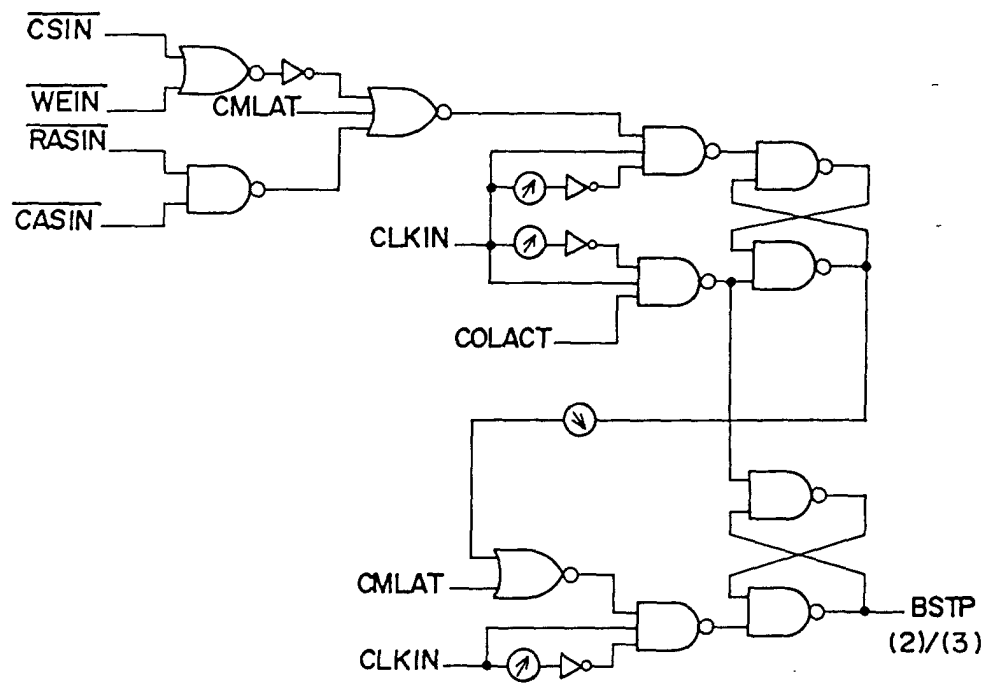 CSIN
WEIN
CMLAT
RASIN
CASIN
CLKIN
COLACT
CMLAT
CLKIN
BSTP
(2)/(3)